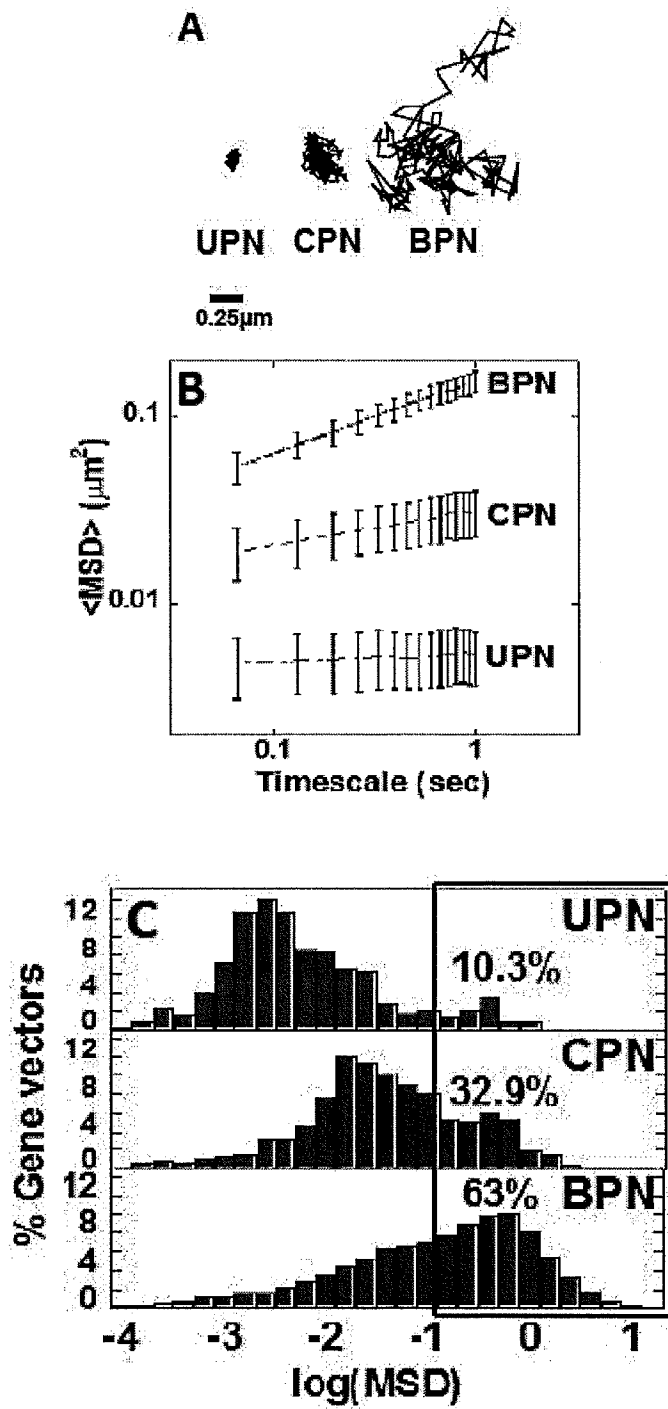 A
UPN CPN BPN
0.25μm
B
<MSD> (μm²)
0.1
0.01
BPN
CPN
UPN
0.1 1
Timescale (sec)
C
% Gene vectors
12
8
4
0
UPN
10.3%
12
8
4
0
CPN
32.9%
12
8
4
0
63% BPN
-4 -3 -2 -1 0 1
log(MSD)